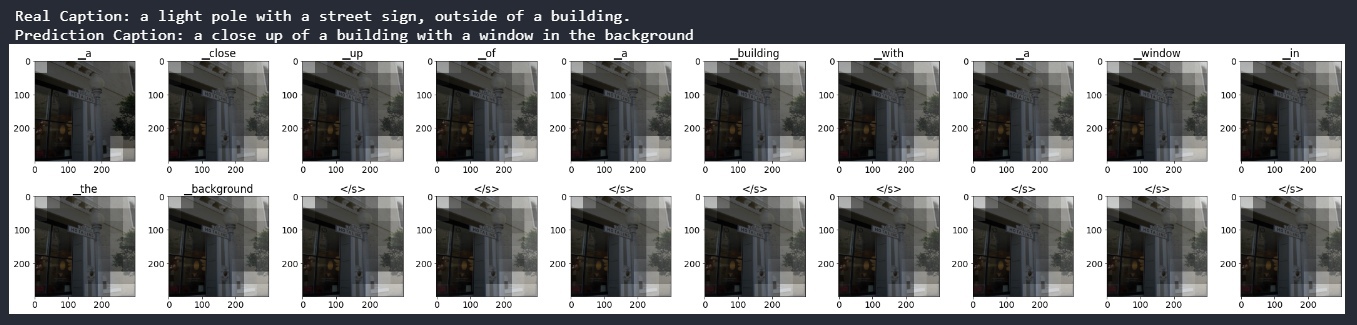 Real Caption: a light pole with a street sign, outside of a building.
Prediction Caption: a close up of a building with a window in the background
_a _close _up _of _a _building _with _a _window _in
0 0 0 0 0 0 0 0 0 0
100 100 100 100 100 100 100 100 100 100
200 200 200 200 200 200 200 200 200 200
0 100 200 0 100 200 0 100 200 0 100 200 0 100 200 0 100 200 0 100 200 0 100 200 0 100 200 0 100 200
_the _background </s> </s> </s> </s> </s> </s> </s> </s>
0 0 0 0 0 0 0 0 0 0
100 100 100 100 100 100 100 100 100 100
200 200 200 200 200 200 200 200 200 200
0 100 200 0 100 200 0 100 200 0 100 200 0 100 200 0 100 200 0 100 200 0 100 200 0 100 200 0 100 200